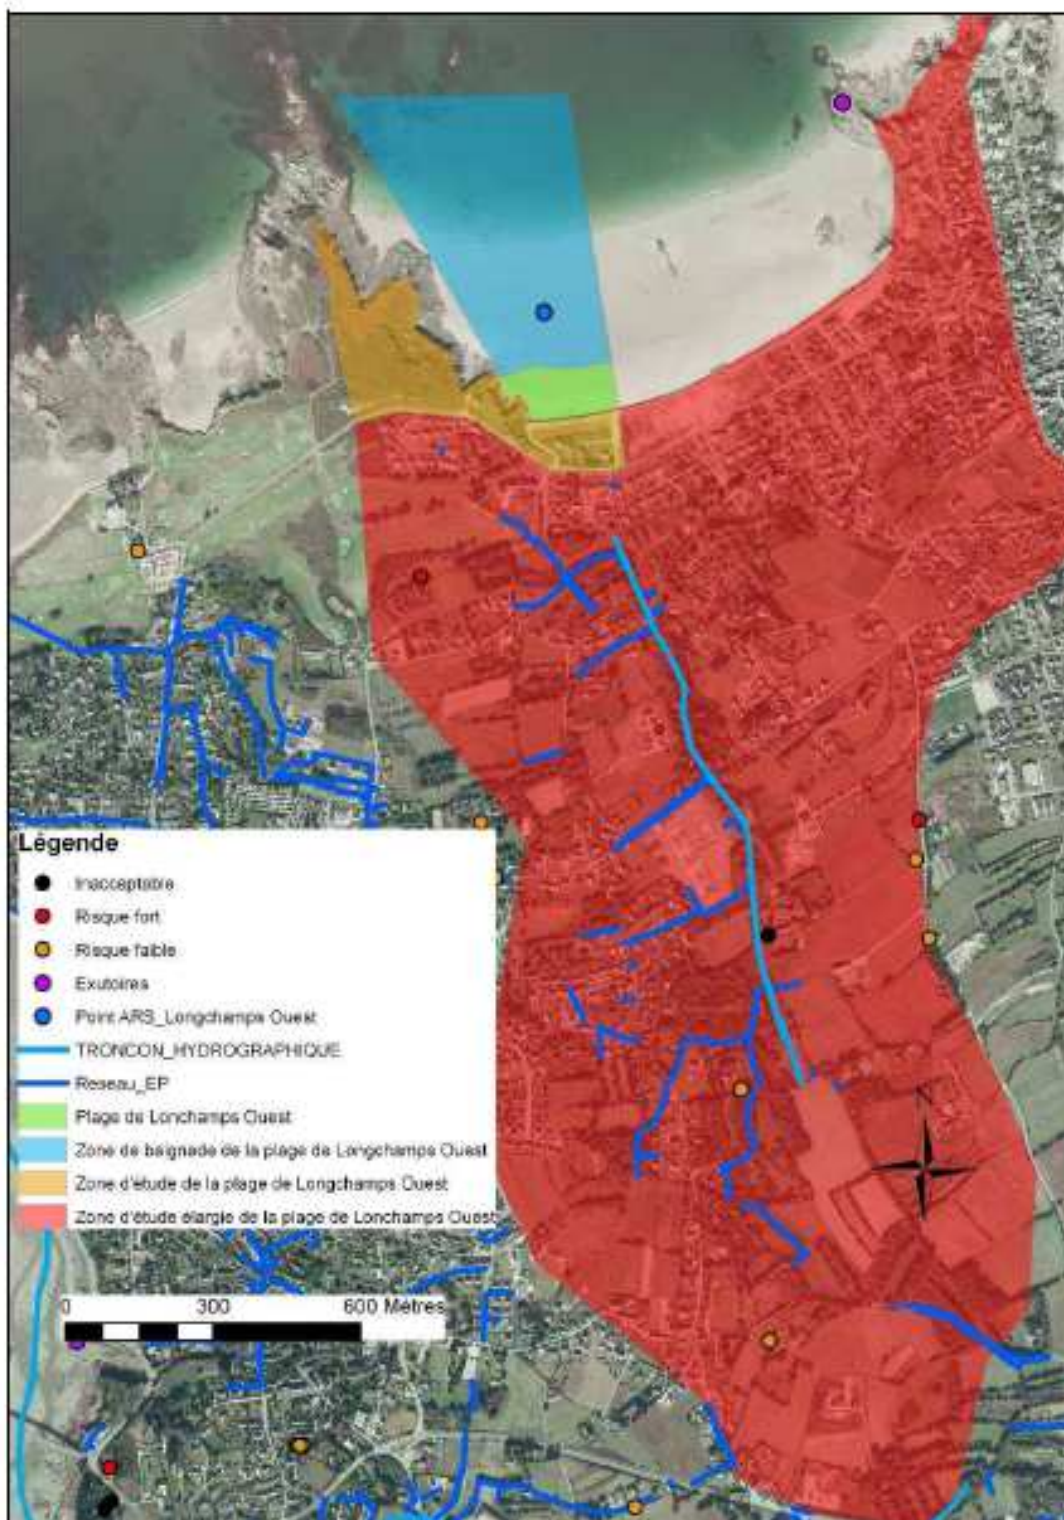 Légende
Inacceptable
Risque fort
Risque faible
Exutoires
Point ARS_Longchamps Ouest
TRONCON_HYDROGRAPHIQUE
Reseau_EP
Plage de Lonchamps Ouest
Zone de baignade de la plage de Longchamps Ouest
Zone d'étude de la plage de Longchamps Ouest
Zone d'étude élargie de la plage de Lonchamps Ouest
0 300 600 Mètres